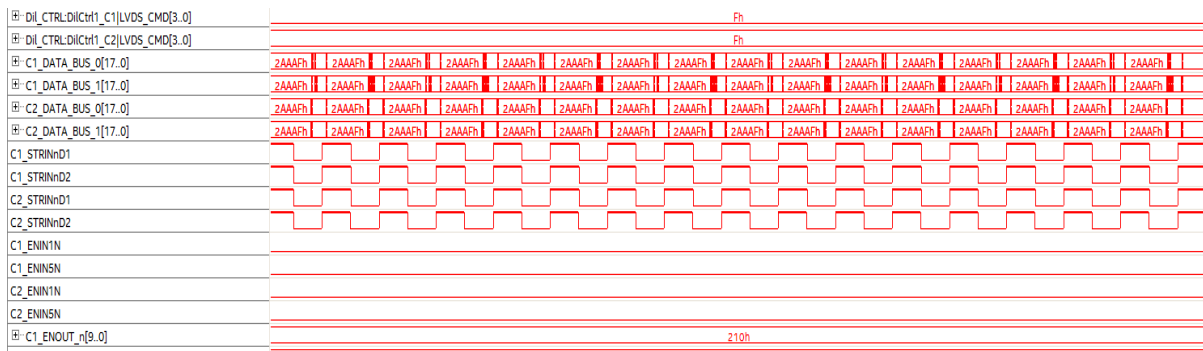 Dil_CTRL:DilCtrl1_C1|LVDS_CMD[3..0] Fh
Dil_CTRL:DilCtrl1_C2|LVDS_CMD[3..0] Fh
C1_DATA_BUS_0[17..0] 2AAAFh 2AAAFh 2AAAFh 2AAAFh 2AAAFh 2AAAFh 2AAAFh 2AAAFh 2AAAFh 2AAAFh 2AAAFh 2AAAFh 2AAAFh 2AAAFh 2AAAFh 2AAAFh
C1_DATA_BUS_1[17..0] 2AAAFh 2AAAFh 2AAAFh 2AAAFh 2AAAFh 2AAAFh 2AAAFh 2AAAFh 2AAAFh 2AAAFh 2AAAFh 2AAAFh 2AAAFh 2AAAFh 2AAAFh 2AAAFh
C2_DATA_BUS_0[17..0] 2AAAFh 2AAAFh 2AAAFh 2AAAFh 2AAAFh 2AAAFh 2AAAFh 2AAAFh 2AAAFh 2AAAFh 2AAAFh 2AAAFh 2AAAFh 2AAAFh 2AAAFh 2AAAFh
C2_DATA_BUS_1[17..0] 2AAAFh 2AAAFh 2AAAFh 2AAAFh 2AAAFh 2AAAFh 2AAAFh 2AAAFh 2AAAFh 2AAAFh 2AAAFh 2AAAFh 2AAAFh 2AAAFh 2AAAFh 2AAAFh
C1_STRINnD1
C1_STRINnD2
C2_STRINnD1
C2_STRINnD2
C1_ENIN1N
C1_ENIN5N
C2_ENIN1N
C2_ENIN5N
C1_ENOUT_n[9..0] 210h